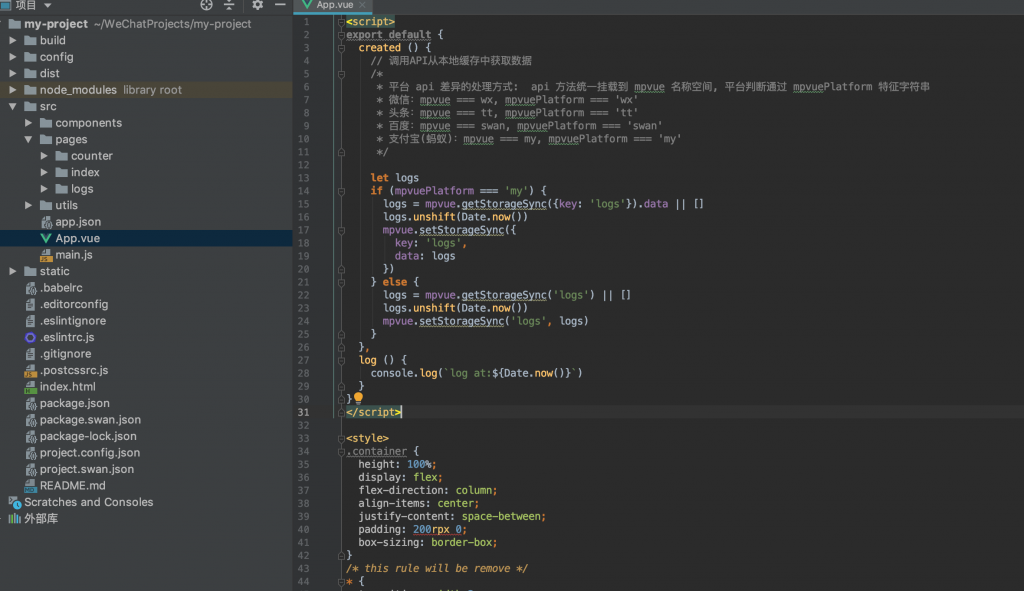 项目
my-project ~/WeChatProjects/my-project
build
config
dist
node_modules library root
src
components
pages
counter
index
logs
utils
app.json
App.vue
main.js
static
.babelrc
.editorconfig
.eslintignore
.eslintrc.js
.gitignore
.postcssrc.js
index.html
package.json
package.swan.json
package-lock.json
project.config.json
project.swan.json
README.md
Scratches and Consoles
外部库
App.vue
1 <script>
2 export default {
3 created () {
4 // 调用API从本地缓存中获取数据
5 /*
6 * 平台 api 差异的处理方式: api 方法统一挂载到 mpvue 名称空间, 平台判断通过 mpvuePlatform 特征字符串
7 * 微信：mpvue === wx, mpvuePlatform === 'wx'
8 * 头条：mpvue === tt, mpvuePlatform === 'tt'
9 * 百度：mpvue === swan, mpvuePlatform === 'swan'
10 * 支付宝(蚂蚁)：mpvue === my, mpvuePlatform === 'my'
11 */
12
13 let logs
14 if (mpvuePlatform === 'my') {
15 logs = mpvue.getStorageSync({key: 'logs'}).data || []
16 logs.unshift(Date.now())
17 mpvue.setStorageSync({
18 key: 'logs',
19 data: logs
20 })
21 } else {
22 logs = mpvue.getStorageSync('logs') || []
23 logs.unshift(Date.now())
24 mpvue.setStorageSync('logs', logs)
25 }
26 },
27 log () {
28 console.log(`log at:${Date.now()}`)
29 }
30 }
31 </script>
32
33 <style>
34 .container {
35 height: 100%;
36 display: flex;
37 flex-direction: column;
38 align-items: center;
39 justify-content: space-between;
40 padding: 200rpx 0;
41 box-sizing: border-box;
42 }
43 /* this rule will be remove */
44 * {